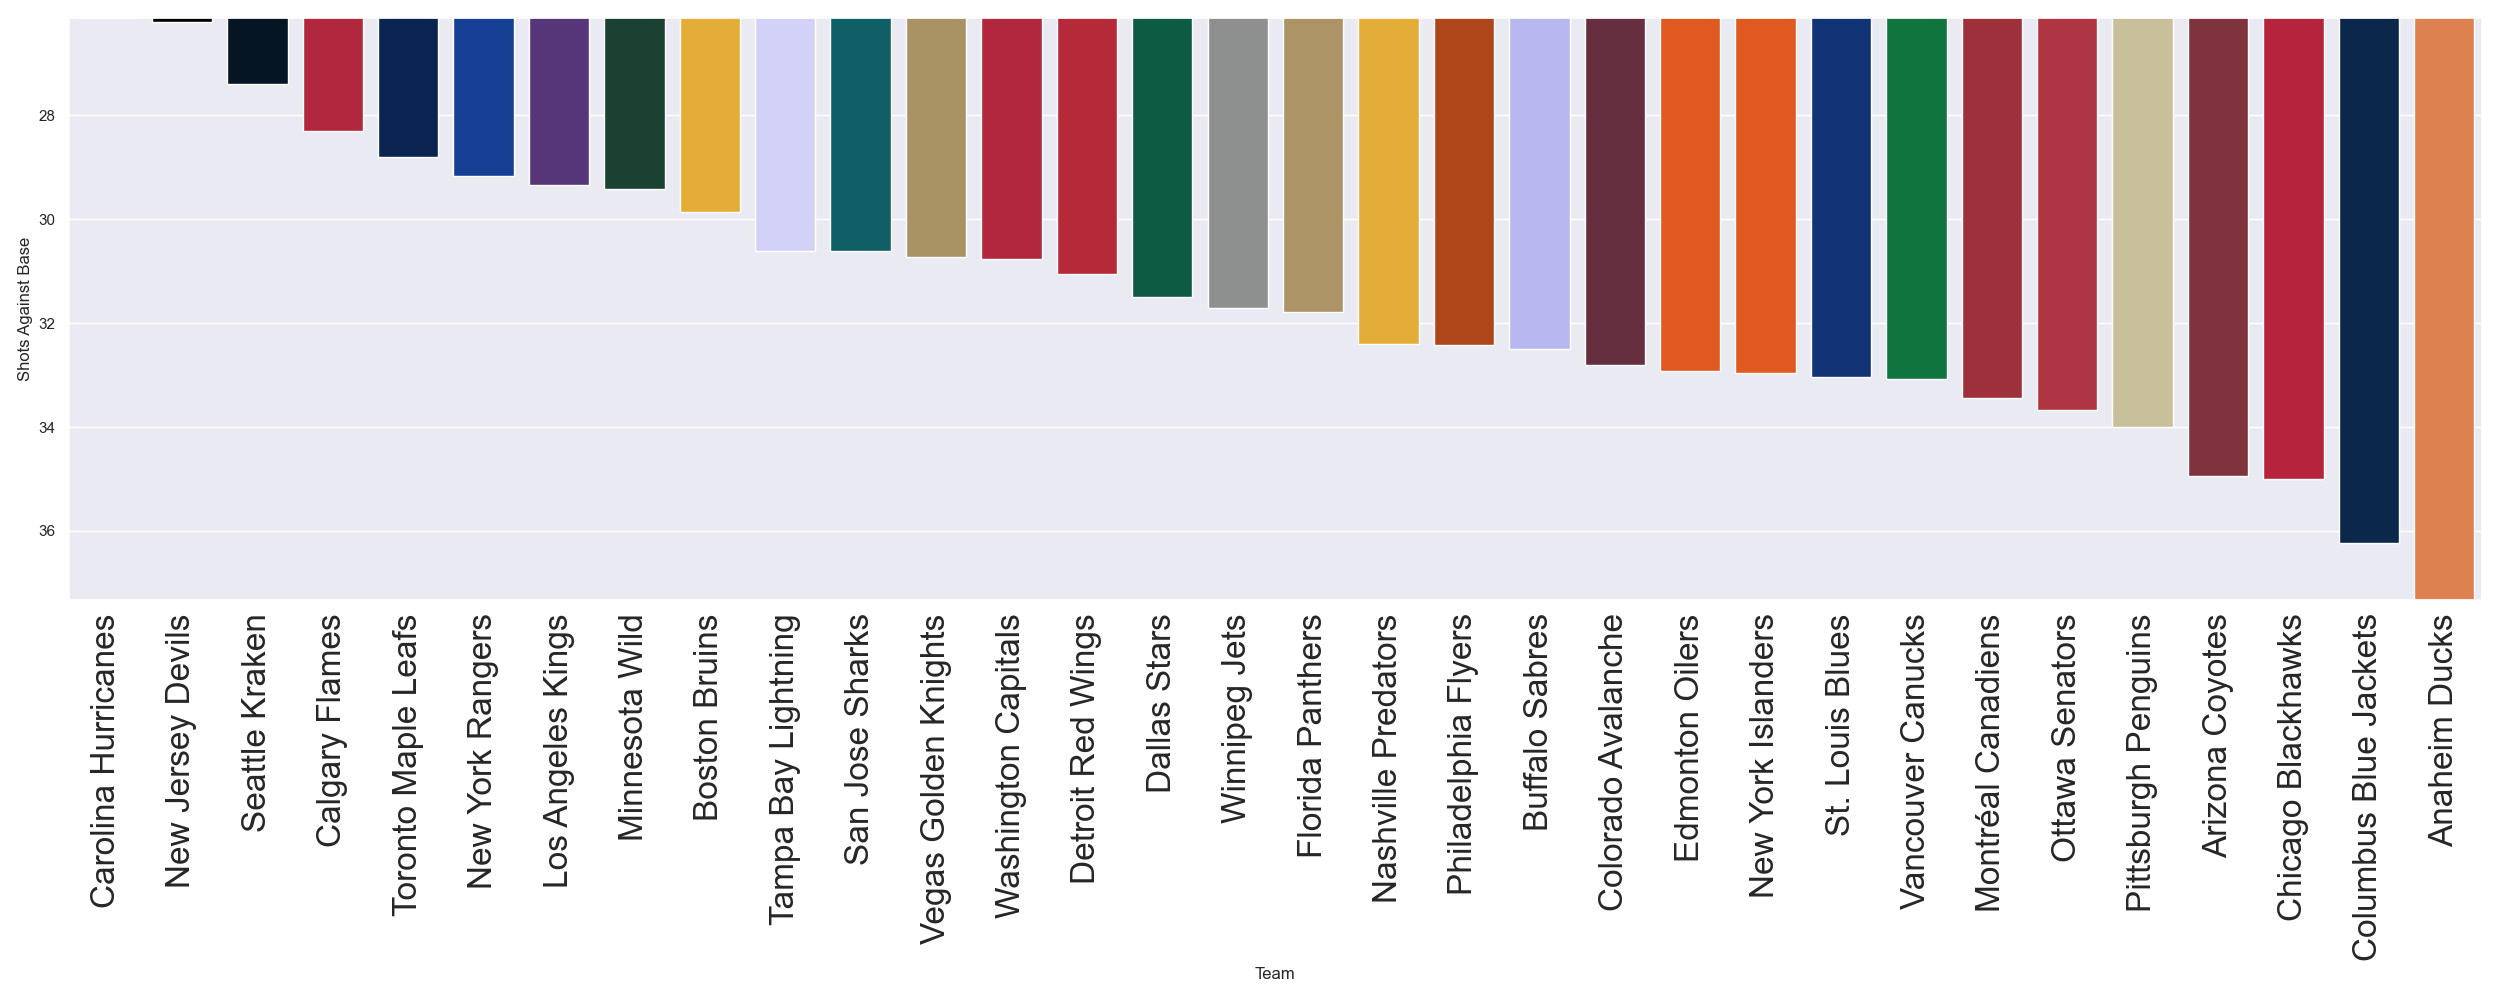 28
30
32
34
36
Shots Against Base
Carolina Hurricanes
New Jersey Devils
Seattle Kraken
Calgary Flames
Toronto Maple Leafs
New York Rangers
Los Angeles Kings
Minnesota Wild
Boston Bruins
Tampa Bay Lightning
San Jose Sharks
Vegas Golden Knights
Washington Capitals
Detroit Red Wings
Dallas Stars
Winnipeg Jets
Florida Panthers
Nashville Predators
Philadelphia Flyers
Buffalo Sabres
Colorado Avalanche
Edmonton Oilers
New York Islanders
St. Louis Blues
Vancouver Canucks
Montréal Canadiens
Ottawa Senators
Pittsburgh Penguins
Arizona Coyotes
Chicago Blackhawks
Columbus Blue Jackets
Anaheim Ducks
Team